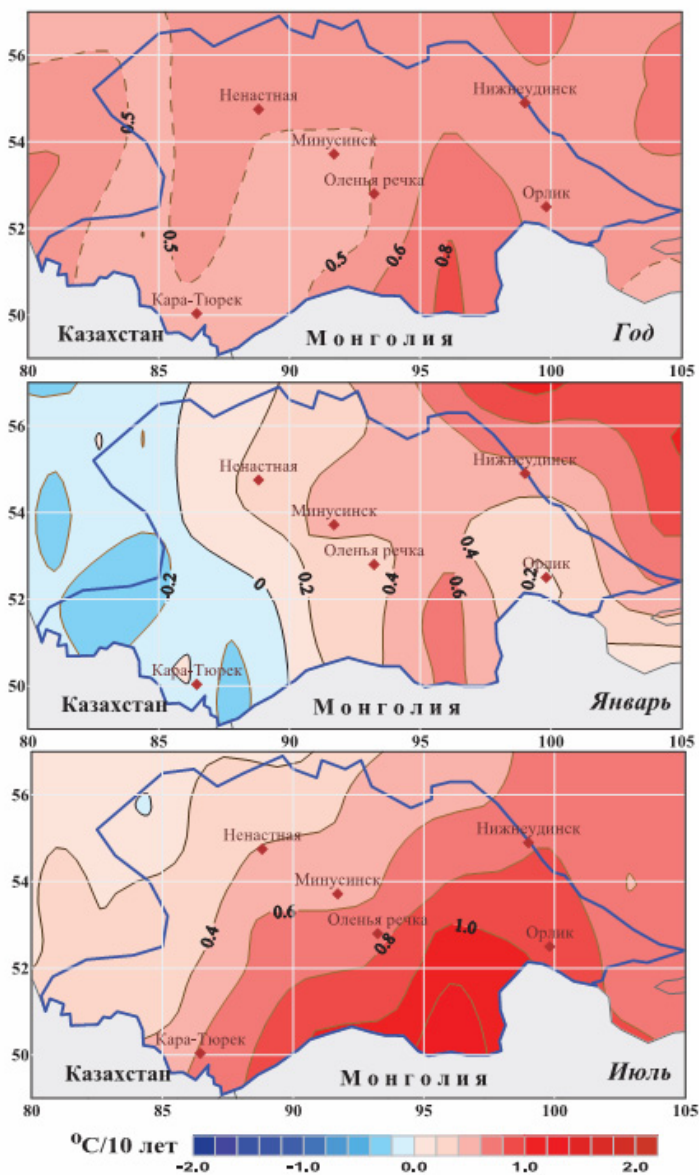 56
54
52
50
Ненастная
Нижнеудинск
Минусинск
Оленья речка
Орлик
Кара-Тюрек
0.5
0.5
0.5
0.6
0.8
Казахстан
Монголия
Год
80 85 90 95 100 105
56
54
52
50
Ненастная
Нижнеудинск
Минусинск
Оленья речка
Орлик
Кара-Тюрек
-0.2
0
0.2
0.4
0.6
0.4
0.2
Казахстан
Монголия
Январь
80 85 90 95 100 105
56
54
52
50
Ненастная
Нижнеудинск
Минусинск
Оленья речка
Орлик
Кара-Тюрек
0.4
0.6
0.8
1.0
Казахстан
Монголия
Июль
80 85 90 95 100 105
°C/10 лет
-2.0 -1.0 0.0 1.0 2.0